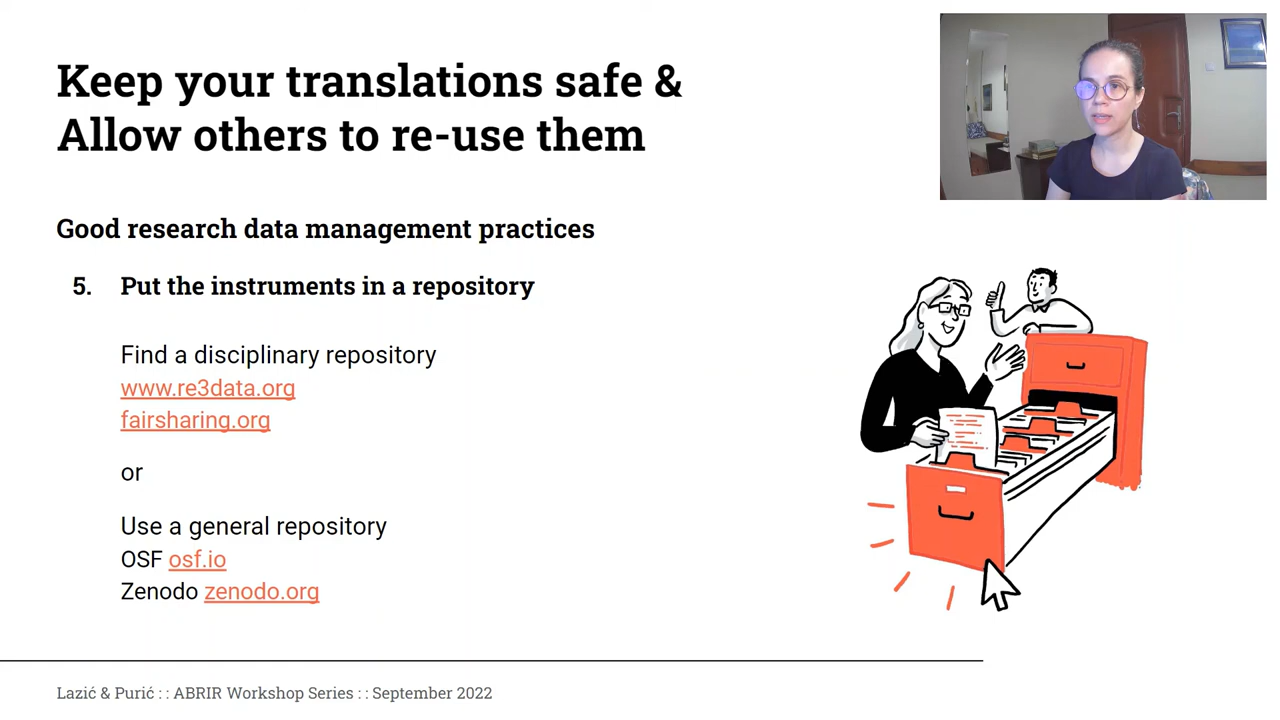 Keep your translations safe &
Allow others to re-use them
Good research data management practices
5. Put the instruments in a repository
Find a disciplinary repository
www.re3data.org
fairsharing.org
or
Use a general repository
OSF osf.io
Zenodo zenodo.org
Lazić & Purić : : ABRIR Workshop Series : : September 2022